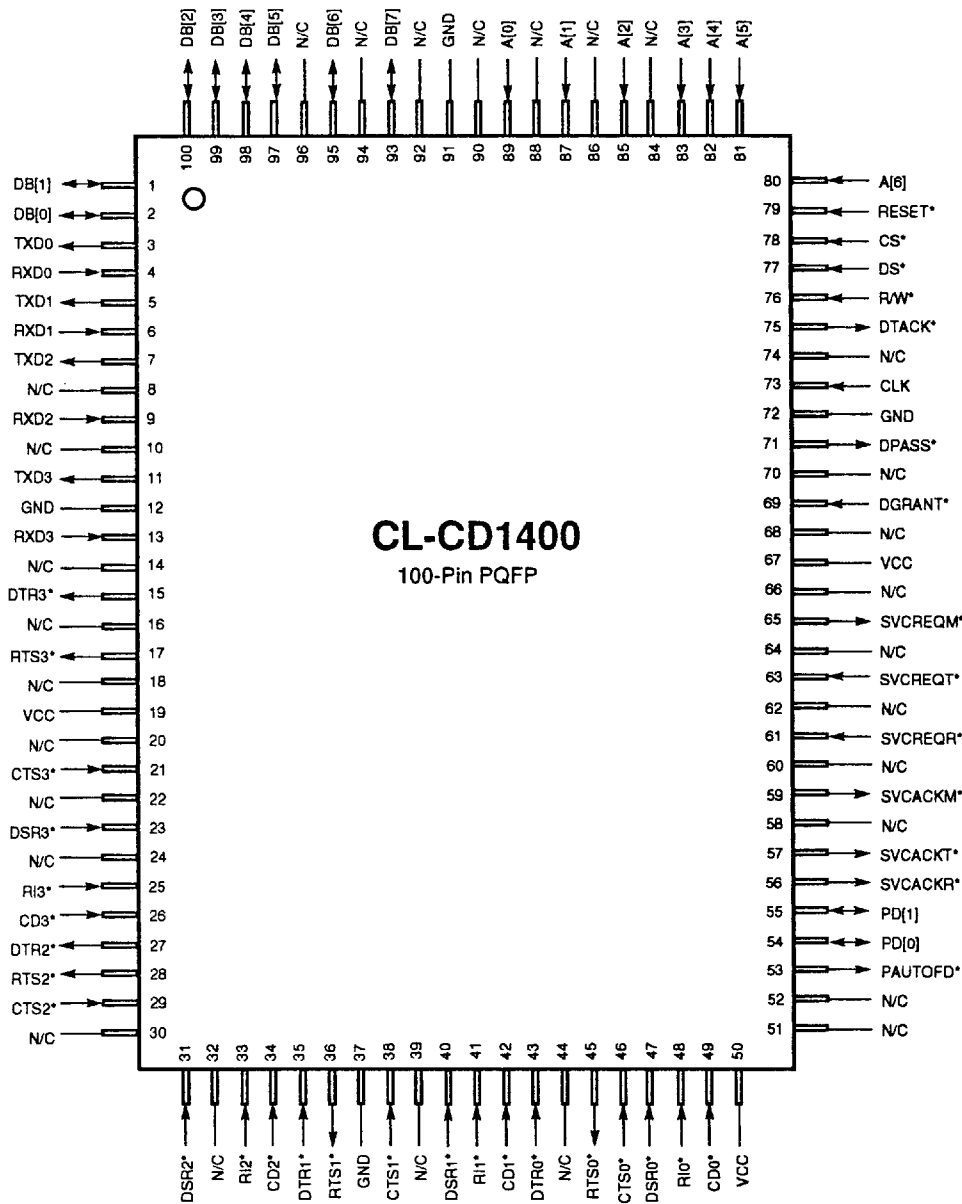 DB[2]
DB[3]
DB[4]
DB[5]
N/C
DB[6]
N/C
DB[7]
N/C
GND
N/C
A[0]
N/C
A[1]
N/C
A[2]
N/C
A[3]
A[4]
A[5]
100 99 98 97 96 95 94 93 92 91 90 89 88 87 86 85 84 83 82 81
DB[1] 1
DB[0] 2
TXD0 3
RXD0 4
TXD1 5
RXD1 6
TXD2 7
N/C 8
RXD2 9
N/C 10
TXD3 11
GND 12
RXD3 13
N/C 14
DTR3* 15
N/C 16
RTS3* 17
N/C 18
VCC 19
N/C 20
CTS3* 21
N/C 22
DSR3* 23
N/C 24
RI3* 25
CD3* 26
DTR2* 27
RTS2* 28
CTS2* 29
N/C 30
CL-CD1400
100-Pin PQFP
80 A[6]
79 RESET*
78 CS*
77 DS*
76 R/W*
75 DTACK*
74 N/C
73 CLK
72 GND
71 DPASS*
70 N/C
69 DGRANT*
68 N/C
67 VCC
66 N/C
65 SVCREQM*
64 N/C
63 SVCREQT*
62 N/C
61 SVCREQR*
60 N/C
59 SVCACKM*
58 N/C
57 SVCACKT*
56 SVCACKR*
55 PD[1]
54 PD[0]
53 PAUTOFD*
52 N/C
51 N/C
31 32 33 34 35 36 37 38 39 40 41 42 43 44 45 46 47 48 49 50
DSR2*
N/C
RI2*
CD2*
DTR1*
RTS1*
GND
CTS1*
N/C
DSR1*
RI1*
CD1*
DTR0*
N/C
RTS0*
CTS0*
DSR0*
RI0*
CD0*
VCC